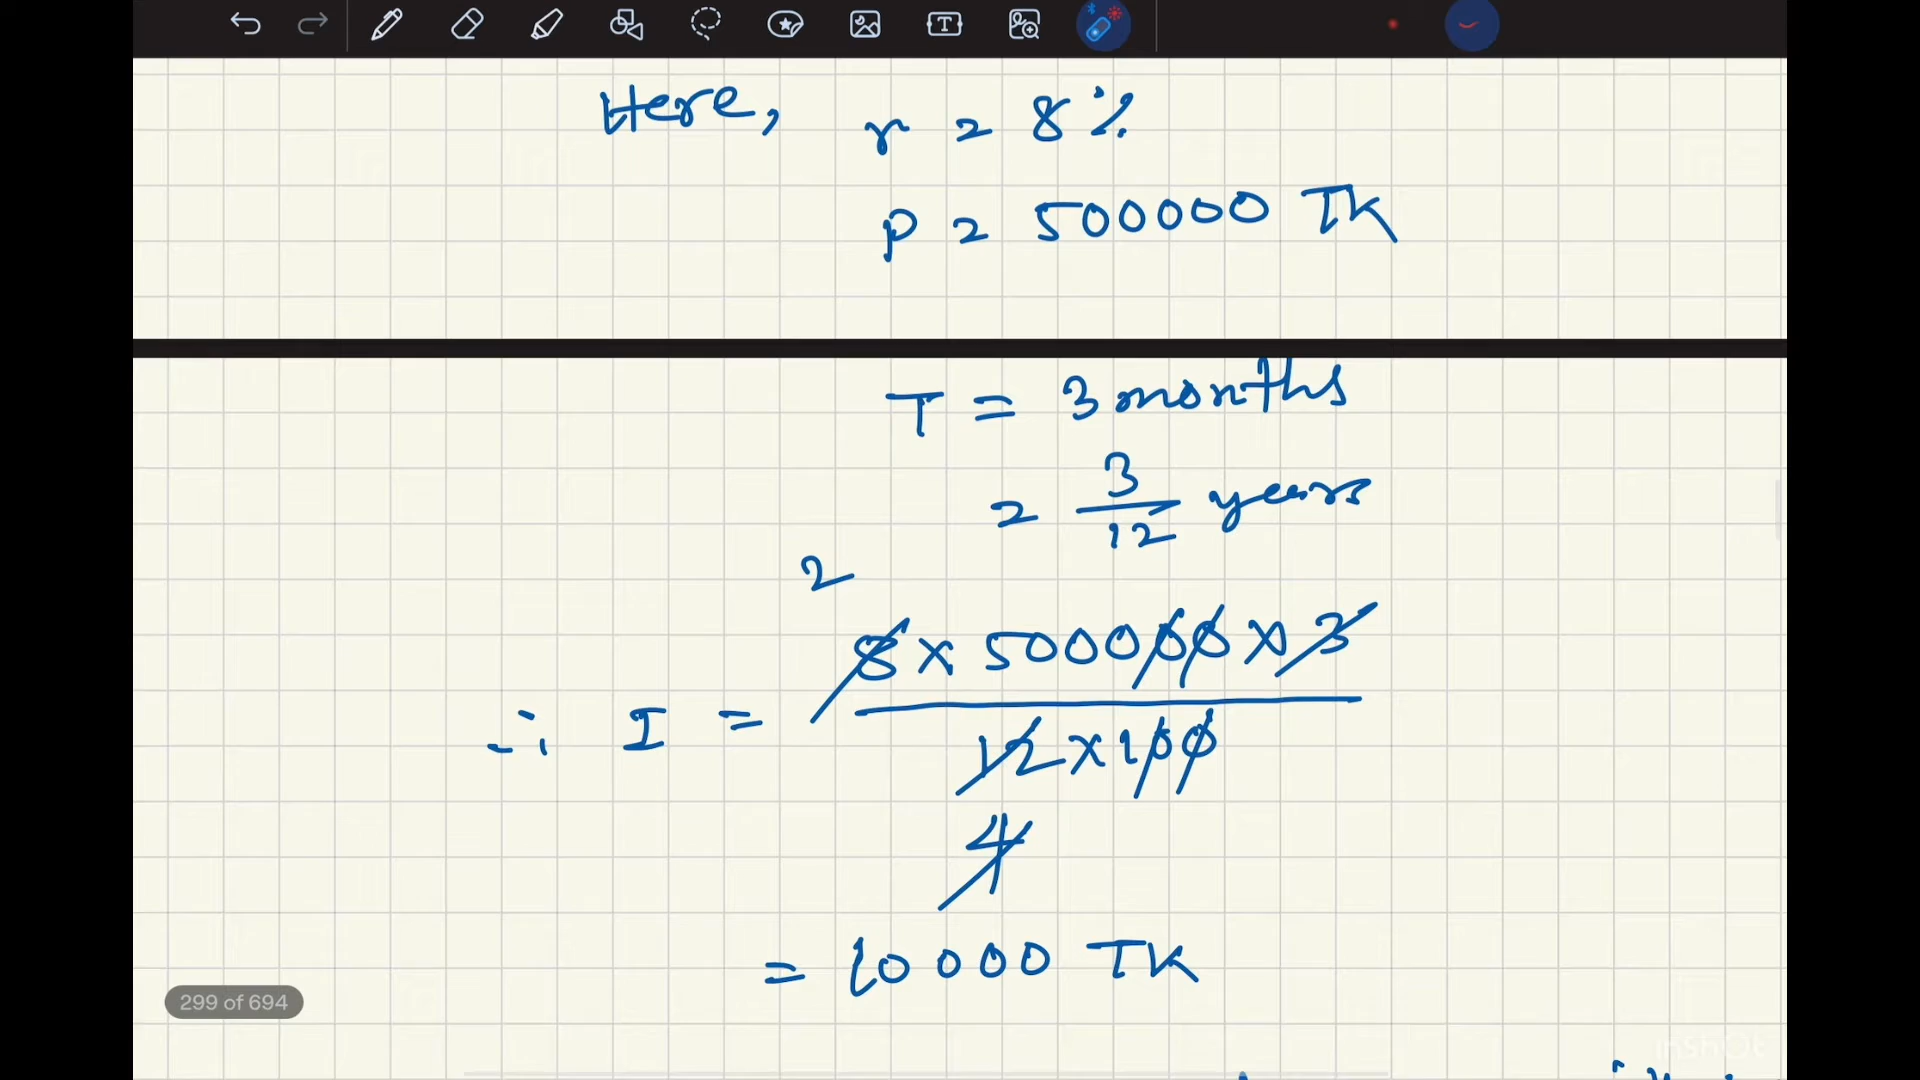 Here, r = 8%
P = 500000 TK
T = 3 months
= 3/12 years
2
∴ I = 8 x 500000 x 3 / 12 x 100
4
= 10000 TK
299 of 694
InShot